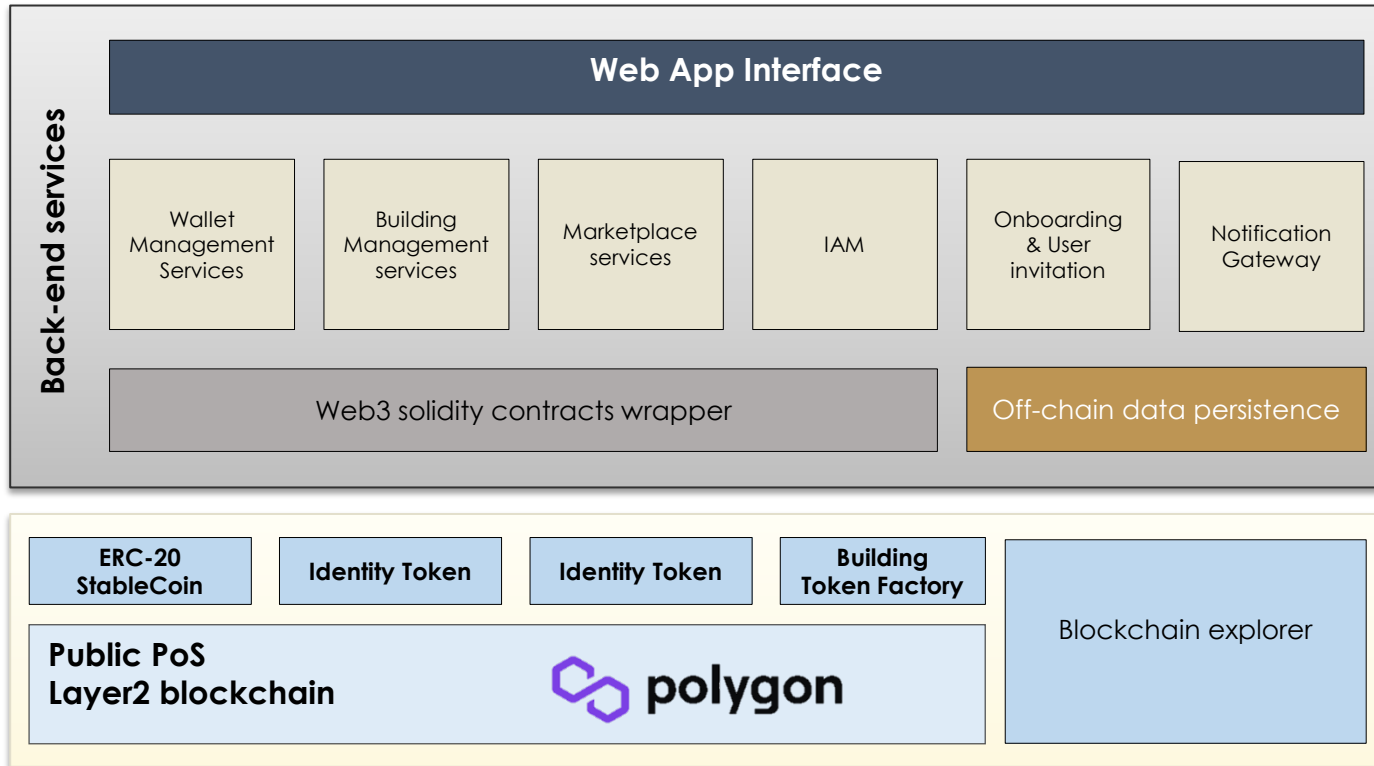 Web App Interface
Back-end services
Wallet
Management
Services
Building
Management
services
Marketplace
services
IAM
Onboarding
& User
invitation
Notification
Gateway
Web3 solidity contracts wrapper
Off-chain data persistence
ERC-20
StableCoin
Identity Token
Identity Token
Building
Token Factory
Blockchain explorer
Public PoS
Layer2 blockchain
polygon